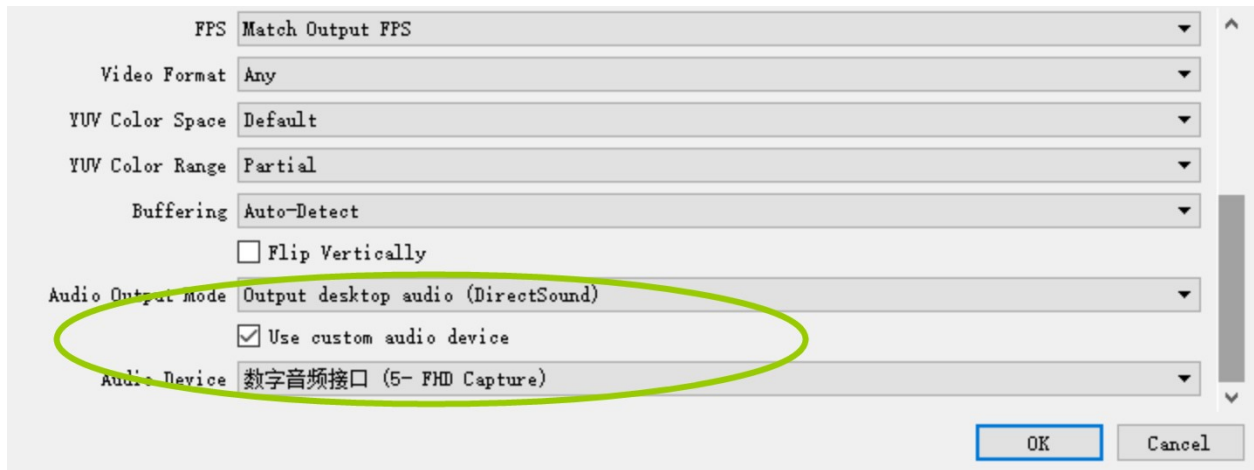 FPS Match Output FPS
Video Format Any
YUV Color Space Default
YUV Color Range Partial
Buffering Auto-Detect
Flip Vertically
Audio Output Mode Output desktop audio (DirectSound)
Use custom audio device
Audio Device 数字音频接口 (5- FHD Capture)
OK Cancel